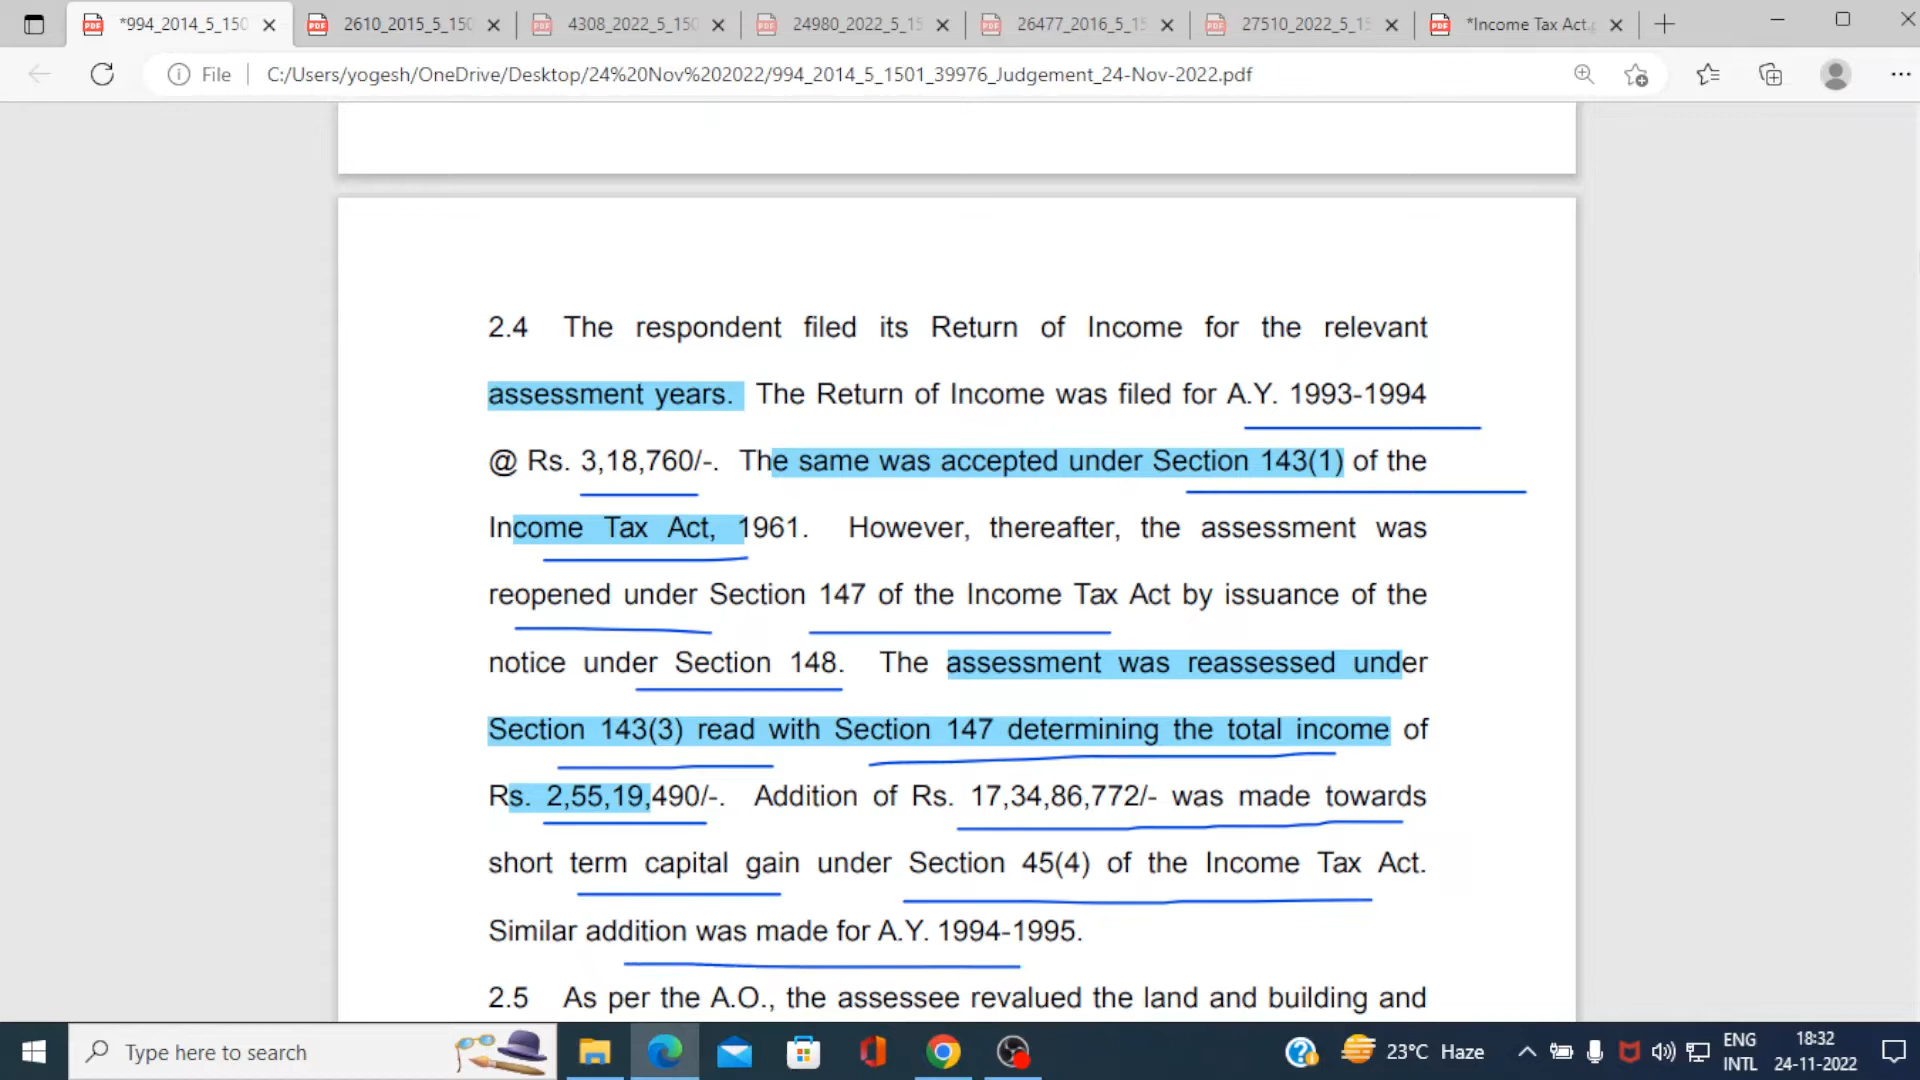 *994_2014_5_150
2610_2015_5_150
4308_2022_5_150
24980_2022_5_15
26477_2016_5_15
27510_2022_5_15
*Income Tax Act.
File
C:/Users/yogesh/OneDrive/Desktop/24%20Nov%202022/994_2014_5_1501_39976_Judgement_24-Nov-2022.pdf
2.4 The respondent filed its Return of Income for the relevant
assessment years. The Return of Income was filed for A.Y. 1993-1994
@ Rs. 3,18,760/-. The same was accepted under Section 143(1) of the
Income Tax Act, 1961. However, thereafter, the assessment was
reopened under Section 147 of the Income Tax Act by issuance of the
notice under Section 148. The assessment was reassessed under
Section 143(3) read with Section 147 determining the total income of
Rs. 2,55,19,490/-. Addition of Rs. 17,34,86,772/- was made towards
short term capital gain under Section 45(4) of the Income Tax Act.
Similar addition was made for A.Y. 1994-1995.
2.5 As per the A.O., the assessee revalued the land and building and
Type here to search
23°C Haze
ENG
INTL
18:32
24-11-2022